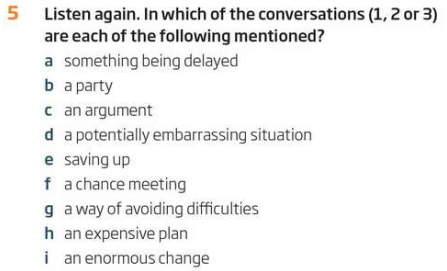 5 Listen again. In which of the conversations (1, 2 or 3)
are each of the following mentioned?
a something being delayed
b a party
c an argument
d a potentially embarrassing situation
e saving up
f a chance meeting
g a way of avoiding difficulties
h an expensive plan
i an enormous change